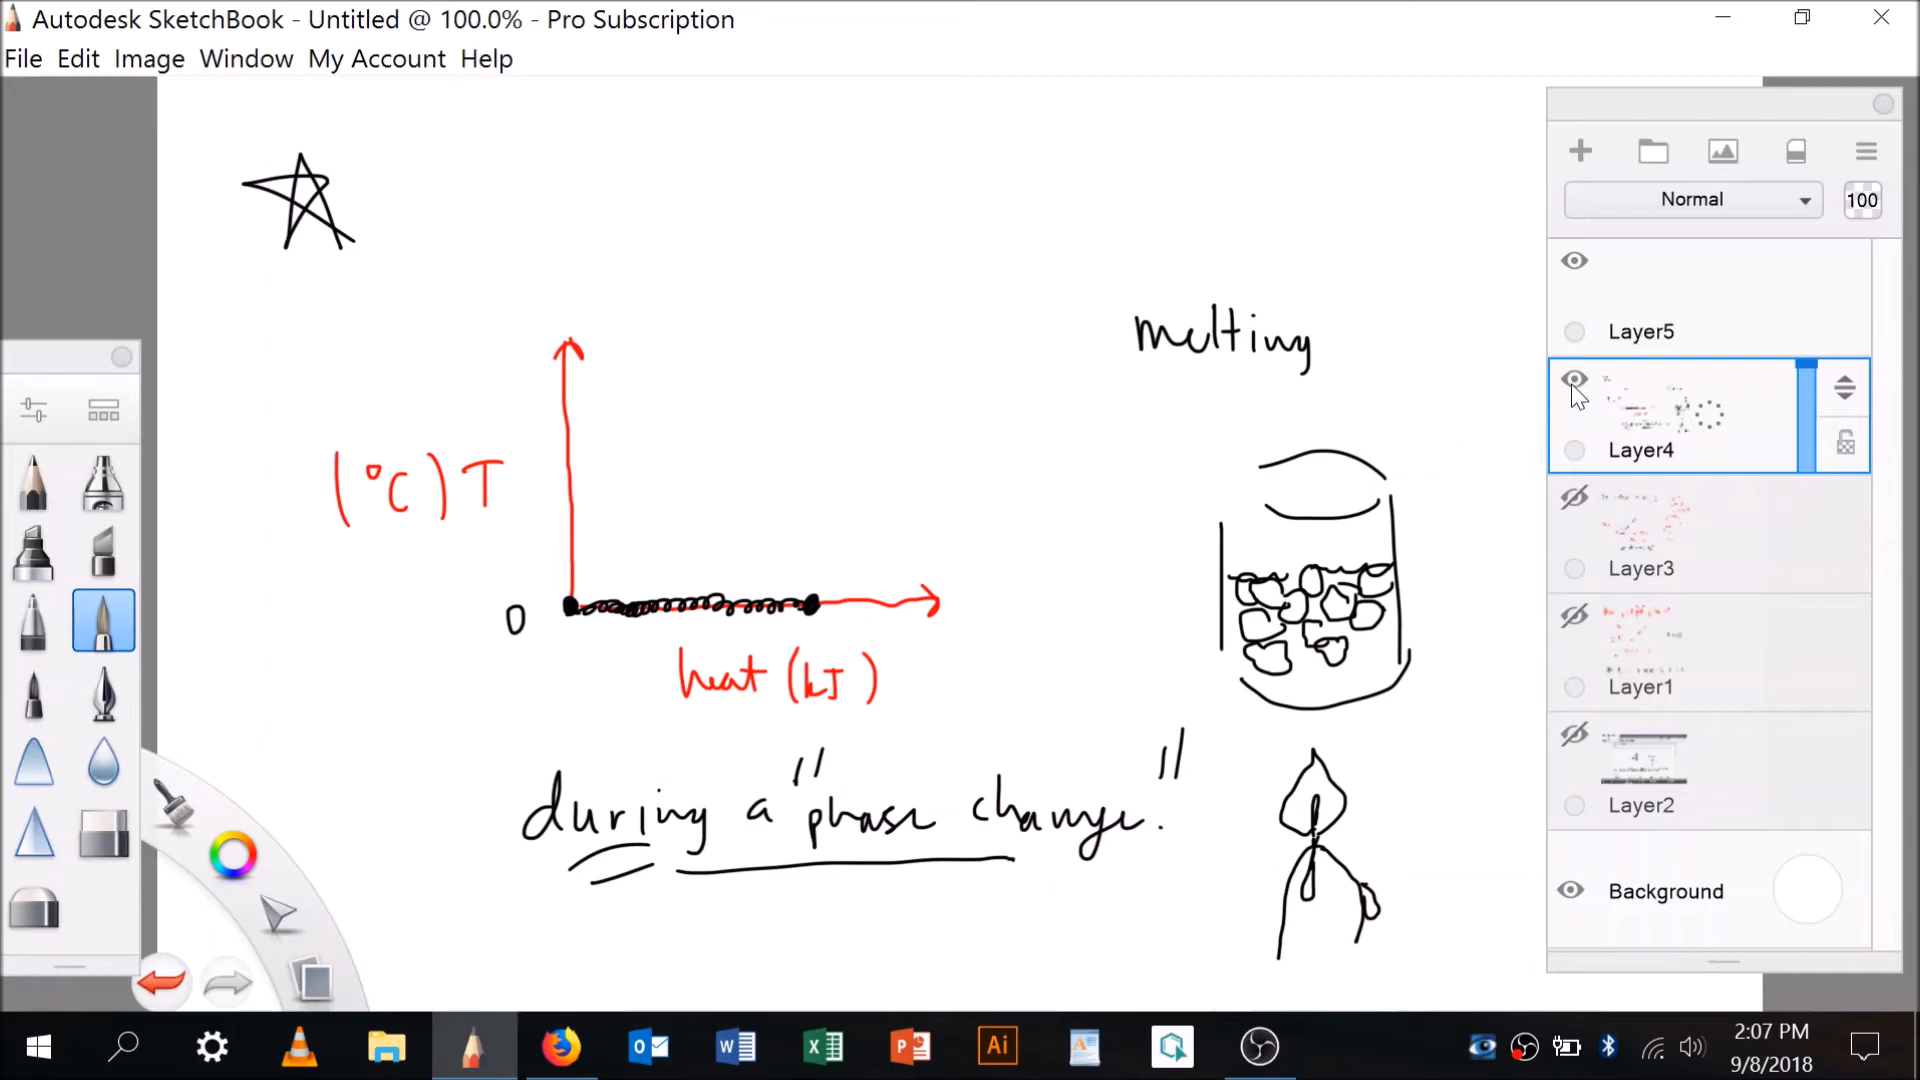 Autodesk SketchBook - Untitled @ 100.0% - Pro Subscription
File Edit Image Window My Account Help
Normal 100
Layer5
Layer4
Layer3
Layer1
Layer2
Background
melting
(°C) T
0
heat (kJ)
during a "phase change."
O
W
X
P
Ai
A
2:07 PM
9/8/2018